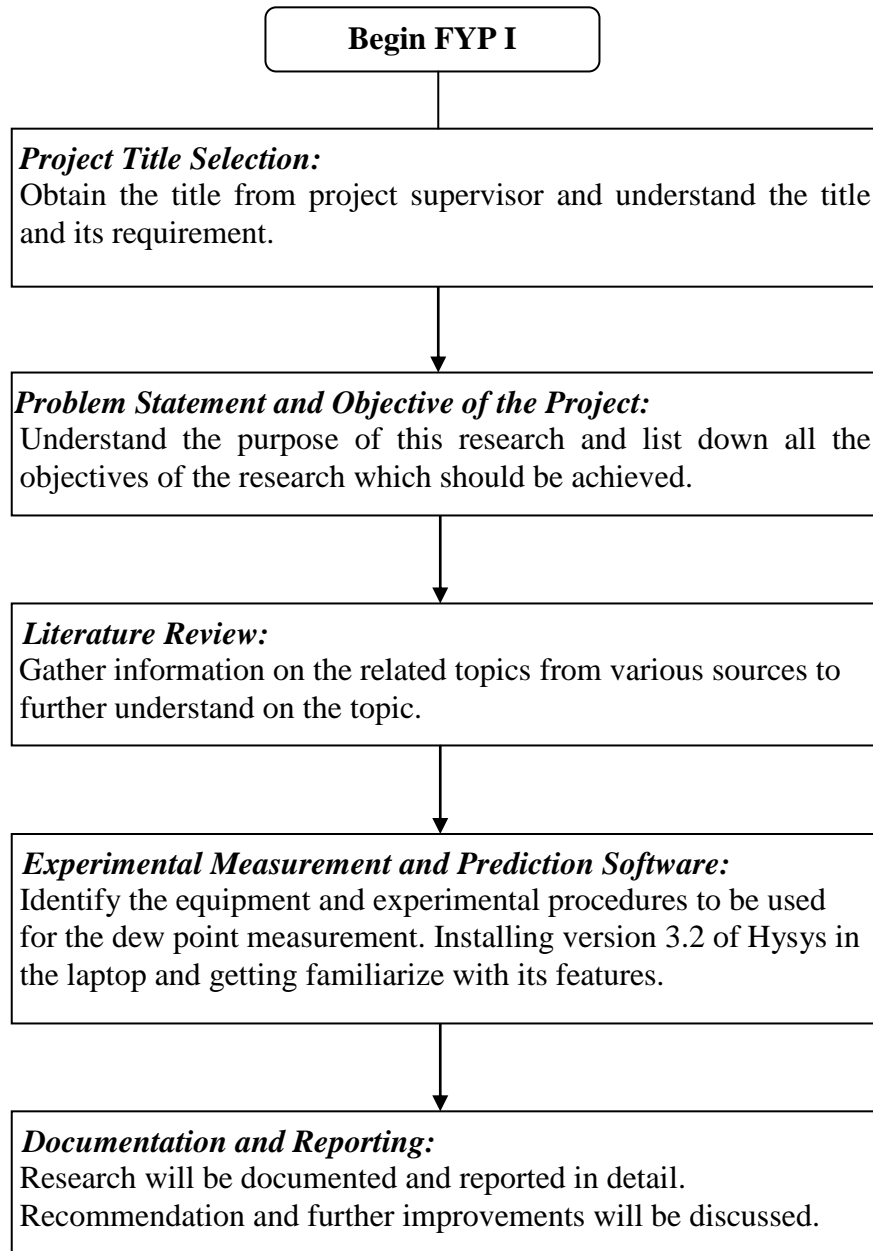 Begin FYP I
Project Title Selection:
Obtain the title from project supervisor and understand the title
and its requirement.
Problem Statement and Objective of the Project:
Understand the purpose of this research and list down all the
objectives of the research which should be achieved.
Literature Review:
Gather information on the related topics from various sources to
further understand on the topic.
Experimental Measurement and Prediction Software:
Identify the equipment and experimental procedures to be used
for the dew point measurement. Installing version 3.2 of Hysys in
the laptop and getting familiarize with its features.
Documentation and Reporting:
Research will be documented and reported in detail.
Recommendation and further improvements will be discussed.